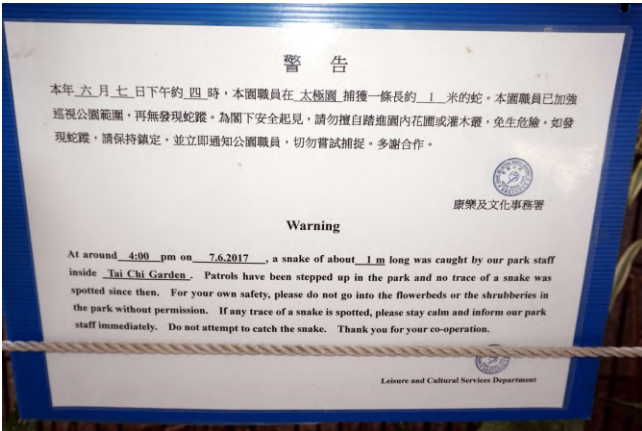 警 告
本年 六 月 七 日下午約 四 時，本園職員在 太極園 捕獲一條長約 1 米的蛇。本園職員已加強
巡視公園範圍，再無發現蛇蹤。為閣下安全起見，請勿擅自踏進園內花圃或灌木叢，免生危險。如發
現蛇蹤，請保持鎮定，並立即通知公園職員，切勿嘗試捕捉。多謝合作。
康樂及文化事務署
Warning
At around 4:00 pm on 7.6.2017 , a snake of about 1 m long was caught by our park staff
inside Tai Chi Garden . Patrols have been stepped up in the park and no trace of a snake was
spotted since then. For your own safety, please do not go into the flowerbeds or the shrubberies in
the park without permission. If any trace of a snake is spotted, please stay calm and inform our park
staff immediately. Do not attempt to catch the snake. Thank you for your co-operation.
Leisure and Cultural Services Department